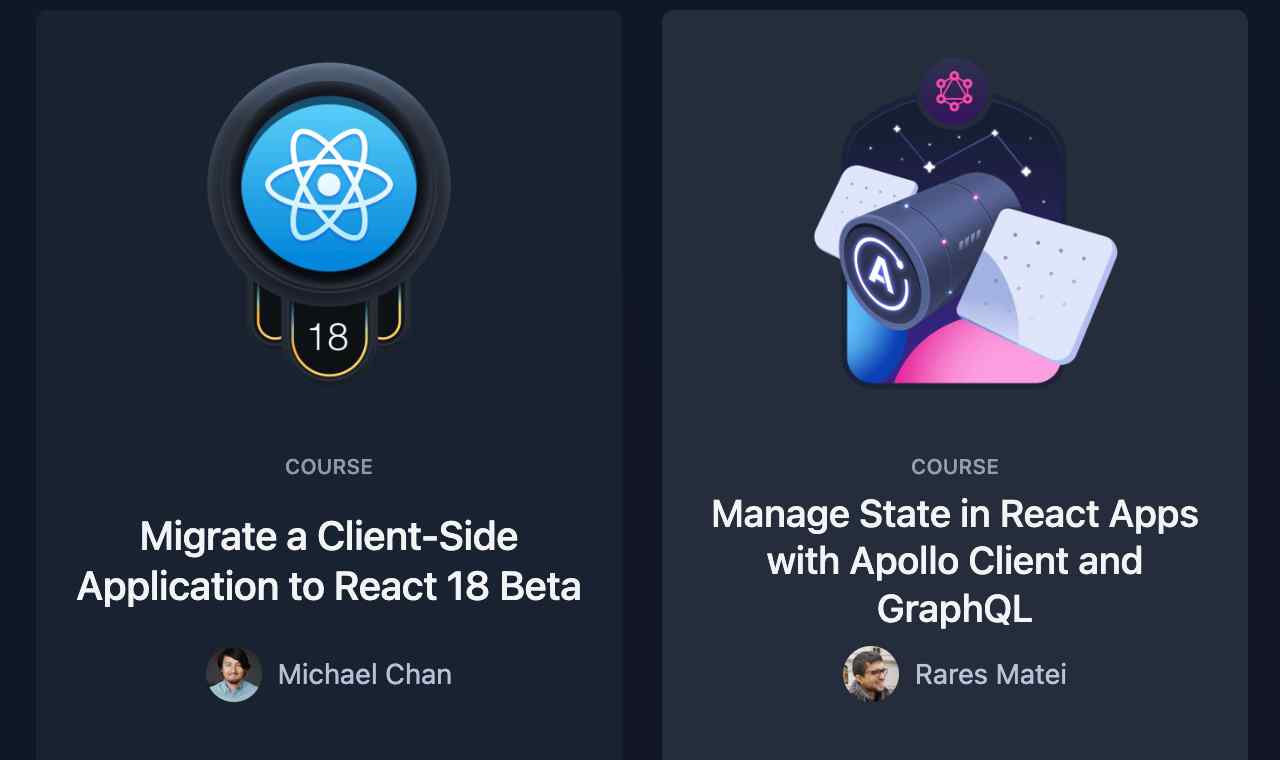 18
COURSE
Migrate a Client-Side
Application to React 18 Beta
Michael Chan
A
COURSE
Manage State in React Apps
with Apollo Client and
GraphQL
Rares Matei